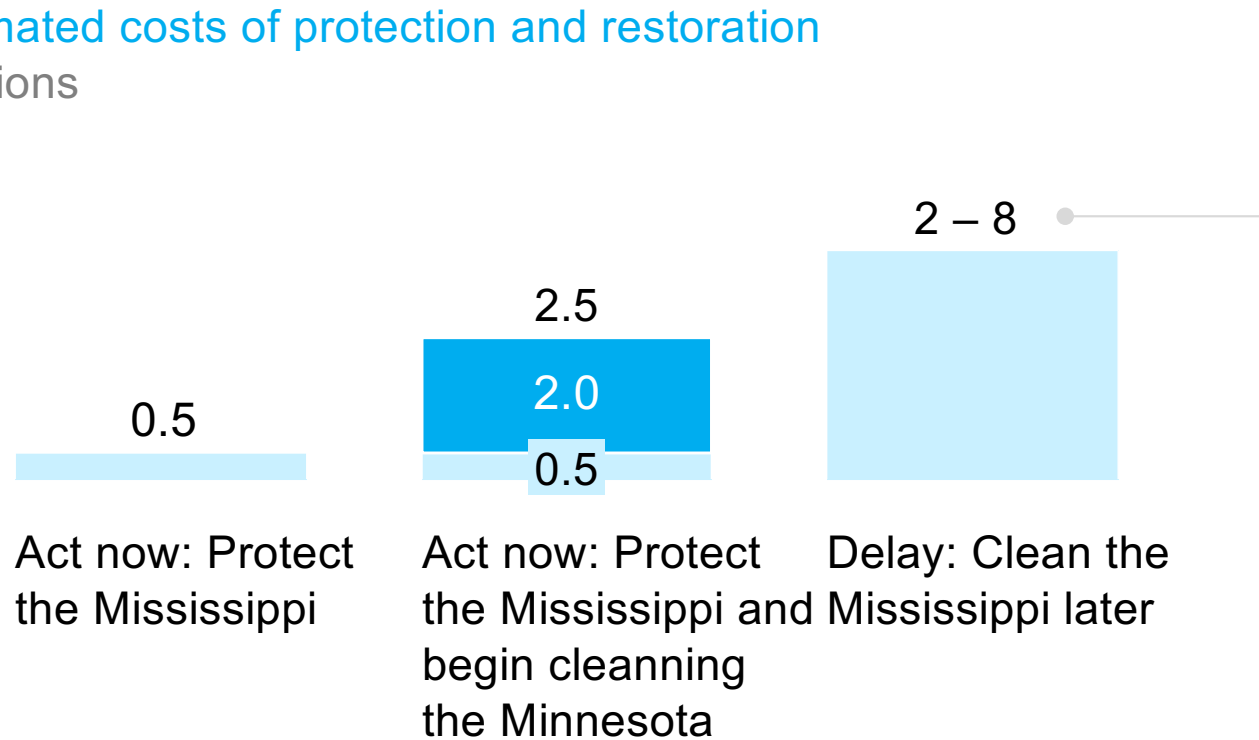 mated costs of protection and restoration
ions
2 – 8
2.5
2.0
0.5
0.5
Act now: Protect
the Mississippi
Act now: Protect
the Mississippi and
begin cleanning
the Minnesota
Delay: Clean the
Mississippi later